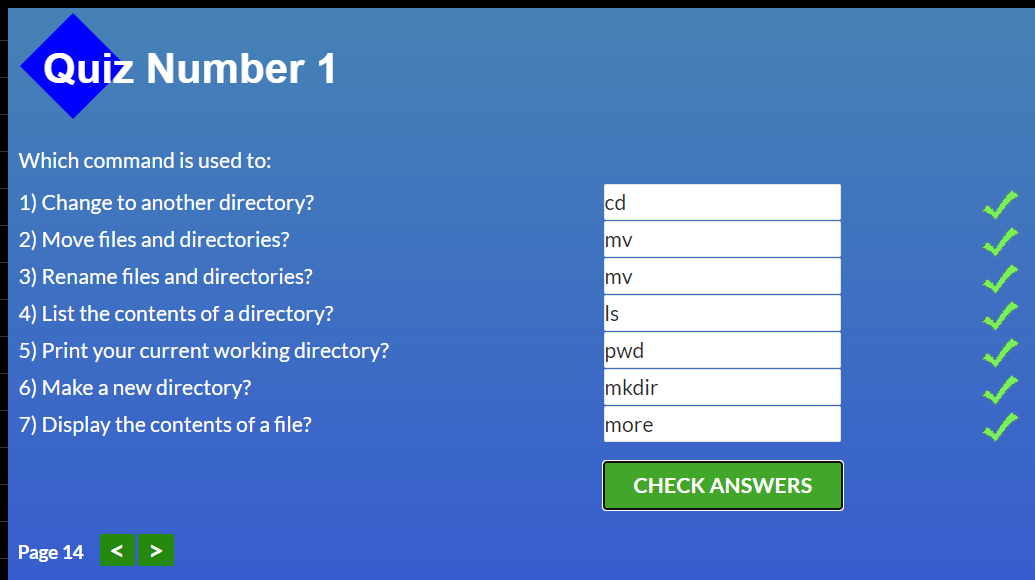 Quiz Number 1
Which command is used to:
1) Change to another directory? cd
2) Move files and directories? mv
3) Rename files and directories? mv
4) List the contents of a directory? ls
5) Print your current working directory? pwd
6) Make a new directory? mkdir
7) Display the contents of a file? more
CHECK ANSWERS
Page 14 < >